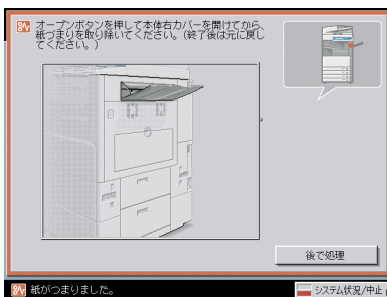 オープンボタンを押して本体右カバーを開けてから、
紙づまりを取り除いてください。(終了後は元に戻し
てください。)
後で処理
紙がつまりました。
システム状況/中止